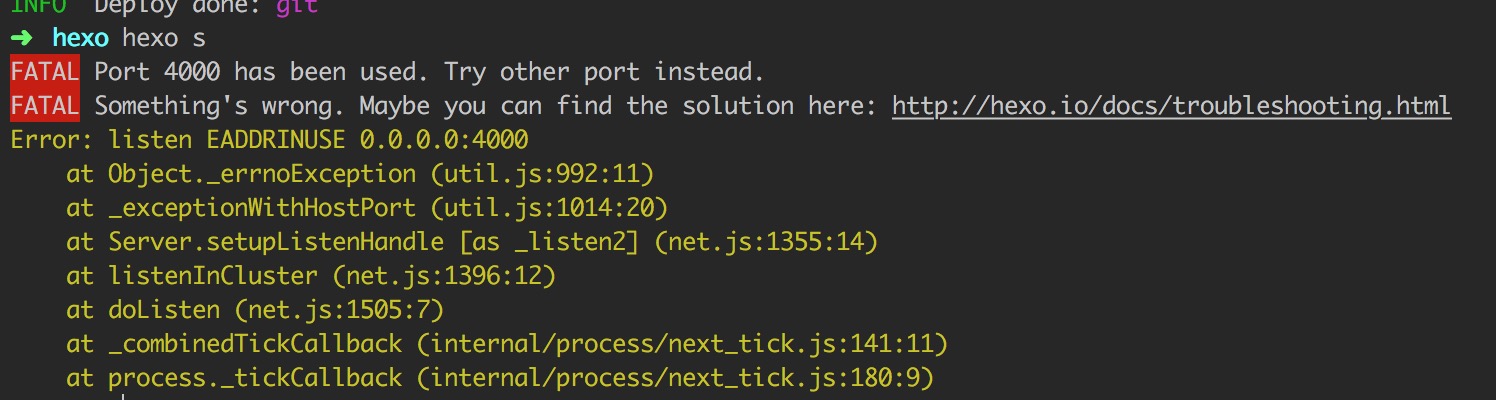 INFO  Deploy done: git
➜  hexo hexo s
FATAL Port 4000 has been used. Try other port instead.
FATAL Something's wrong. Maybe you can find the solution here: http://hexo.io/docs/troubleshooting.html
Error: listen EADDRINUSE 0.0.0.0:4000
    at Object._errnoException (util.js:992:11)
    at _exceptionWithHostPort (util.js:1014:20)
    at Server.setupListenHandle [as _listen2] (net.js:1355:14)
    at listenInCluster (net.js:1396:12)
    at doListen (net.js:1505:7)
    at _combinedTickCallback (internal/process/next_tick.js:141:11)
    at process._tickCallback (internal/process/next_tick.js:180:9)